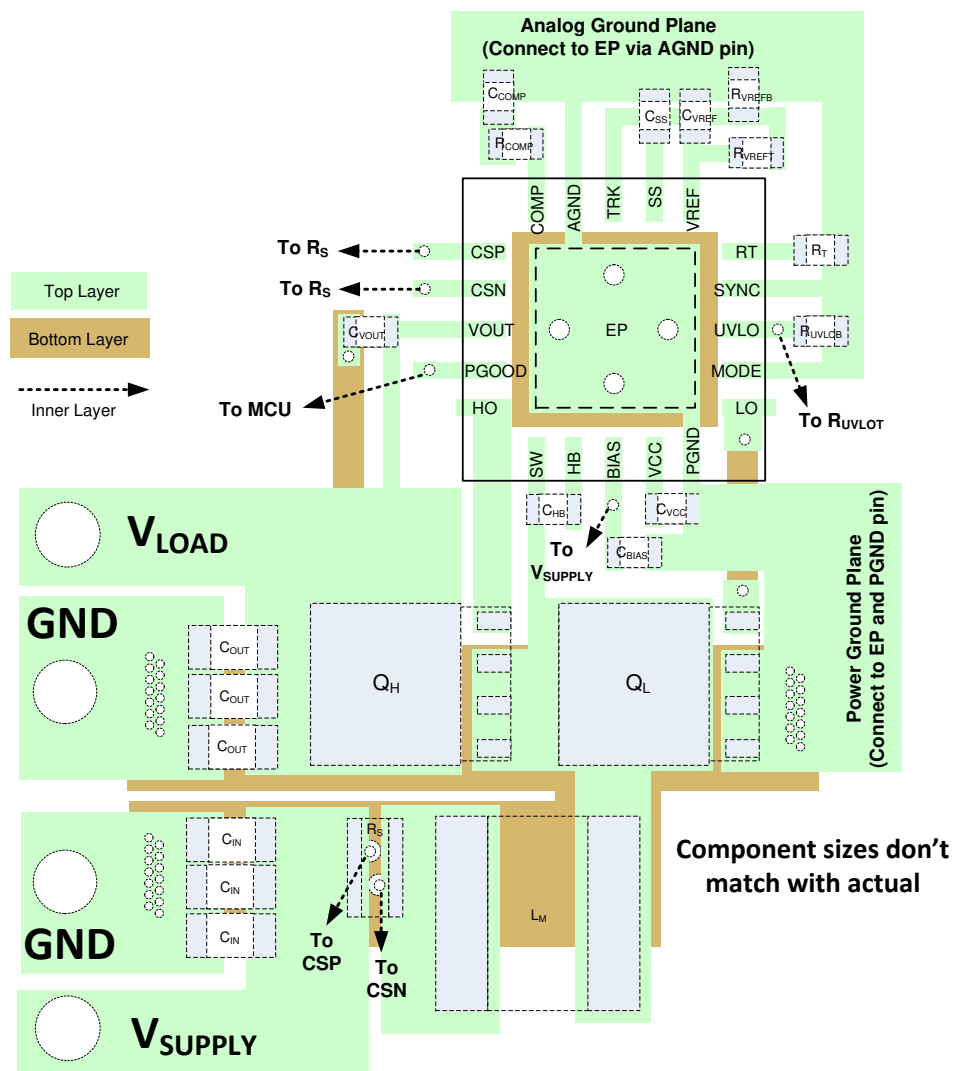 Analog Ground Plane
(Connect to EP via AGND pin)
CCOMP
RCOMP
CSS
CVREF
RVREFB
RVREFT
COMP
AGND
TRK
SS
VREF
To RS
CSP
RT
RT
To RS
CSN
SYNC
Top Layer
Bottom Layer
Inner Layer
CVOUT
VOUT
EP
UVLO
RUVLOB
PGOOD
MODE
To MCU
HO
LO
To RUVLOT
SW
HB
BIAS
VCC
PGND
VLOAD
CHB
CVCC
To
VSUPPLY
CBIAS
GND
COUT
COUT
COUT
QH
QL
Power Ground Plane
(Connect to EP and PGND pin)
CIN
CIN
CIN
RS
LM
Component sizes don't
match with actual
GND
To
CSP
To
CSN
VSUPPLY